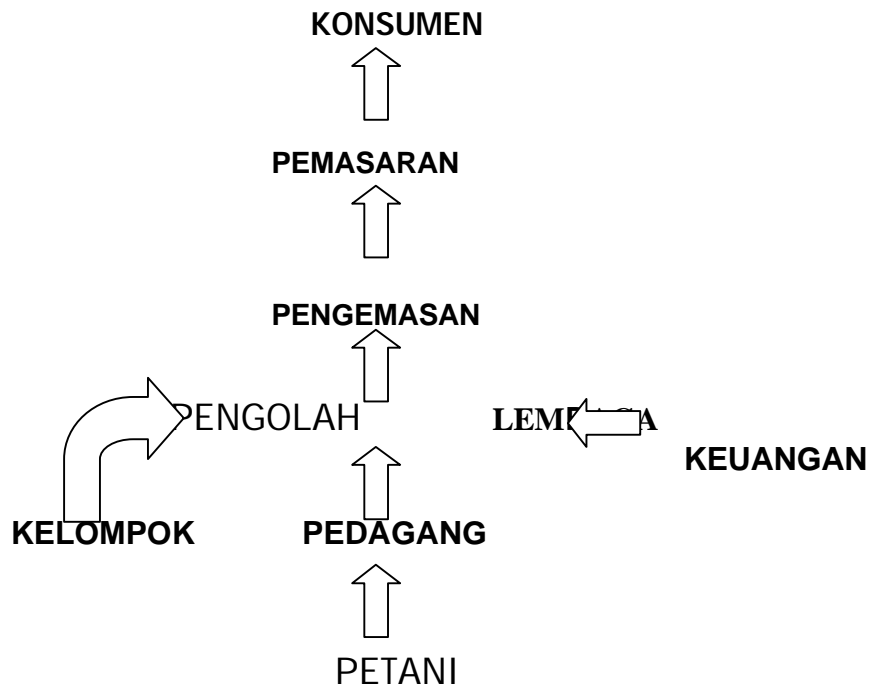 KONSUMEN
PEMASARAN
PENGEMASAN
PENGOLAH
KEUANGAN
KELOMPOK PEDAGANG
PETANI